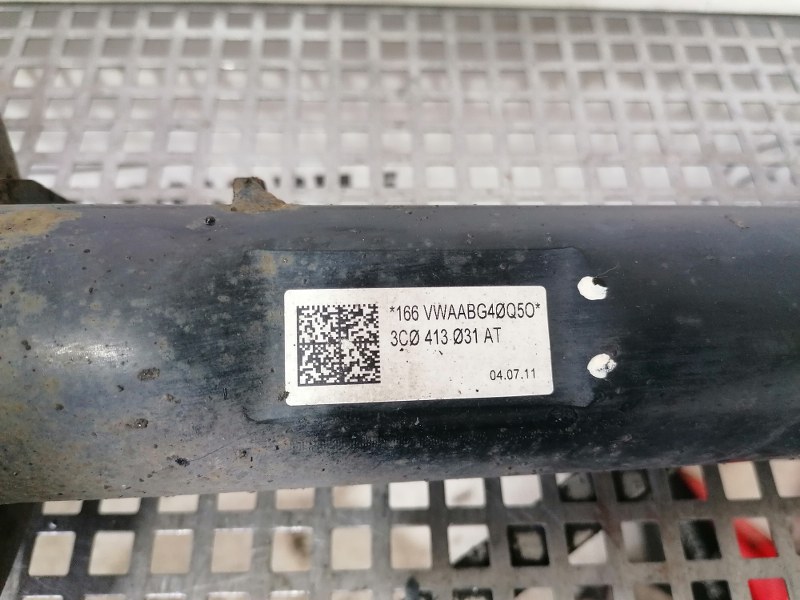 *166 VWAABG4ØQ5O*
3CØ 413 Ø31 AT
04.07.11